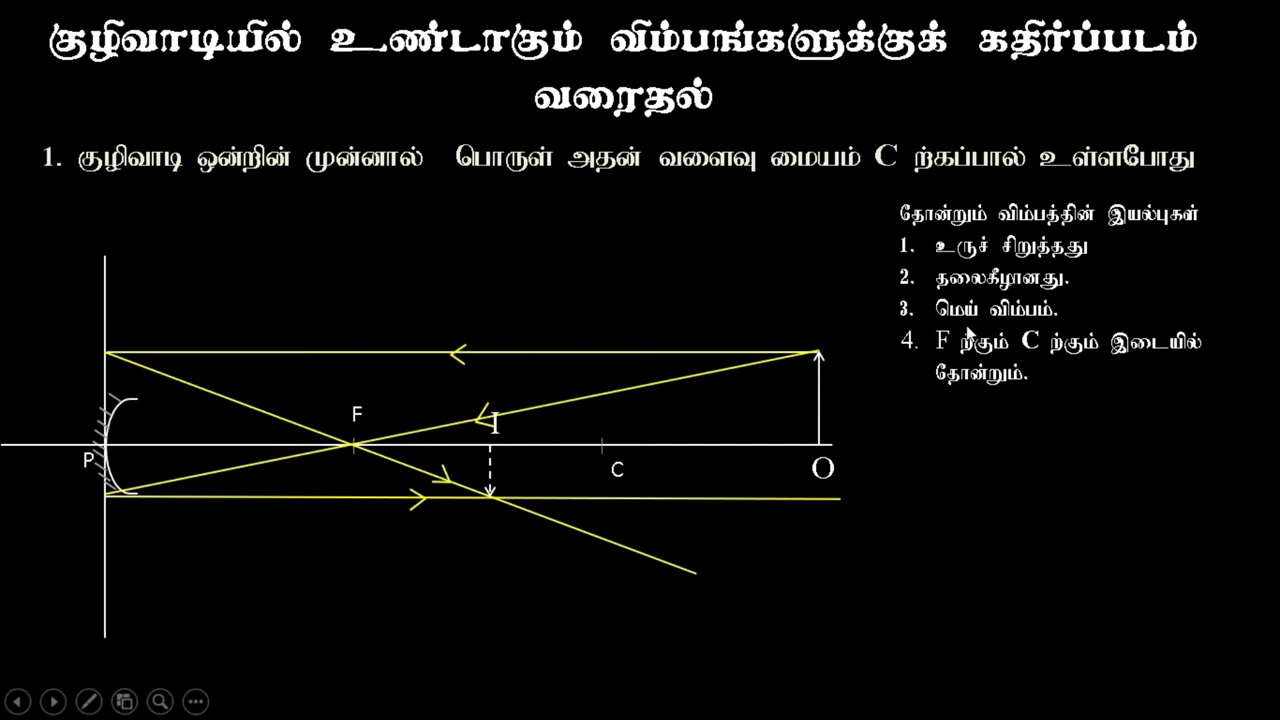 குழிவாடியில் உண்டாகும் விம்பங்களுக்குக் கதிர்ப்படம்
வரைதல்
1. குழிவாடி ஒன்றின் முன்னால் பொருள் அதன் வளைவு மையம் C ற்கப்பால் உள்ளபோது
தோன்றும் விம்பத்தின் இயல்புகள்
1. உருச் சிறுத்தது
2. தலைகீழானது.
3. மெய் விம்பம்.
4. F ற்கும் C ற்கும் இடையில்
தோன்றும்.
F
I
P
C
O